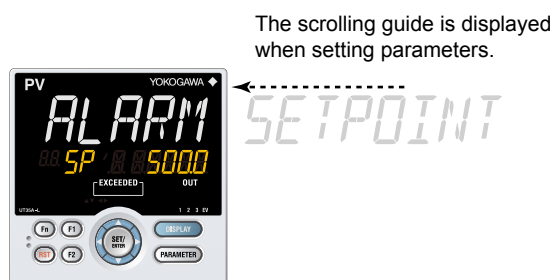 The scrolling guide is displayed
when setting parameters.
PV YOKOGAWA
ALARM SETPOINT
SP 500.0
EXCEEDED OUT
UT35A-L 1 2 3 EV
Fn F1 SET/ENTER DISPLAY
RST F2 PARAMETER